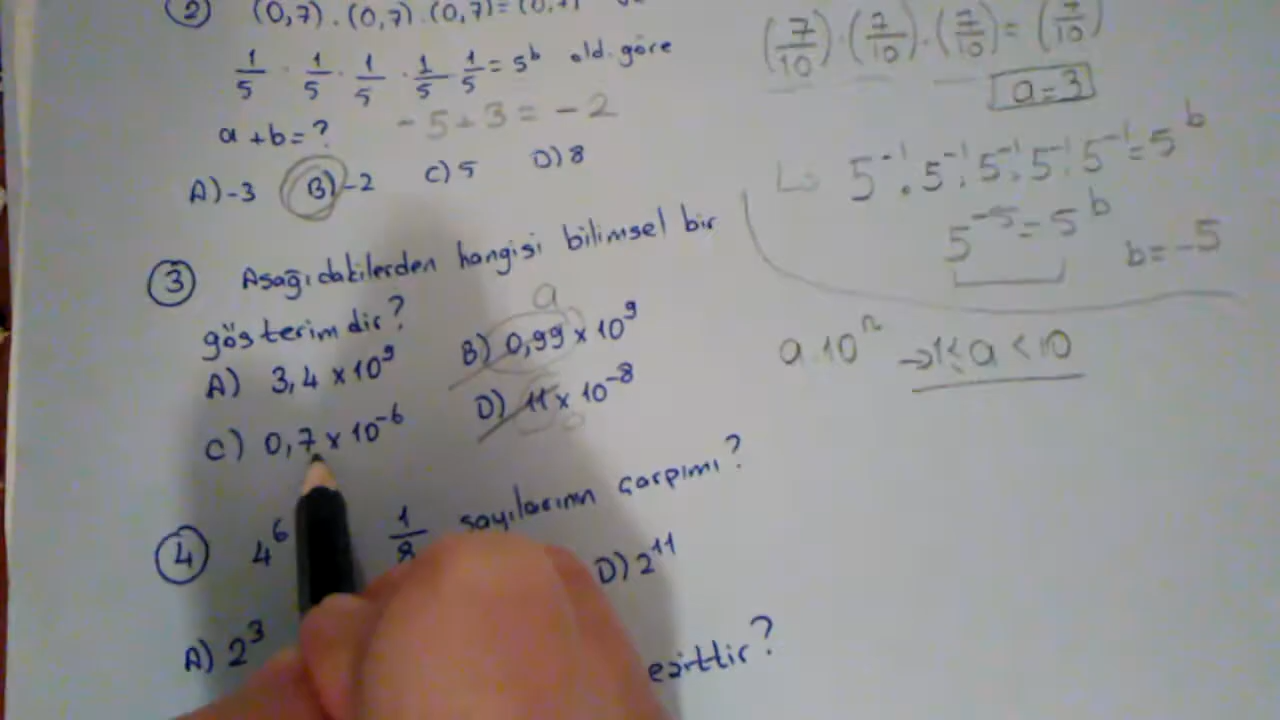 ② (0,7) . (0,7) . (0,7) = (0,7)
1/5 . 1/5 . 1/5 . 1/5 . 1/5 = 5^b old. göre
a + b = ? -5 + 3 = -2
A) -3 B) -2 C) 5 D) 8
③ Aşağıdakilerden hangisi bilimsel bir
gösterimdir?
a
A) 3,4 x 10^9 B) 0,99 x 10^9
C) 0,7 x 10^-6 D) 11 x 10^-8
④ 4^6 1/8 sayılarının çarpımı?
A) 2^3 D) 2^11
eşittir?
(7/10) . (7/10) . (7/10) = (7/10)
a = 3
5^-1 . 5^-1 . 5^-1 . 5^-1 . 5^-1 = 5^b
5^-5 = 5^b
b = -5
a . 10^n → 1 ≤ a < 10